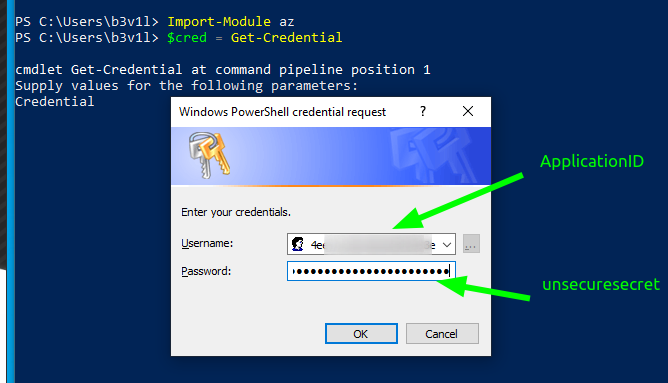 PS C:\Users\b3v1l> Import-Module az
PS C:\Users\b3v1l> $cred = Get-Credential
cmdlet Get-Credential at command pipeline position 1
Supply values for the following parameters:
Credential
Windows PowerShell credential request
ApplicationID
Enter your credentials.
Username:
Password: ●●●●●●●●●●●●●●●●●●●●●●
...
unsecuresecret
OK Cancel